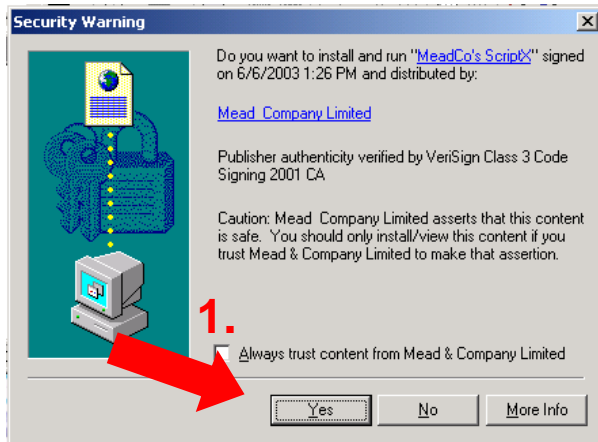 Security Warning
Do you want to install and run "MeadCo's ScriptX" signed
on 6/6/2003 1:26 PM and distributed by:
Mead Company Limited
Publisher authenticity verified by VeriSign Class 3 Code
Signing 2001 CA
Caution: Mead Company Limited asserts that this content
is safe. You should only install/view this content if you
trust Mead & Company Limited to make that assertion.
1.
Always trust content from Mead & Company Limited
Yes No More Info